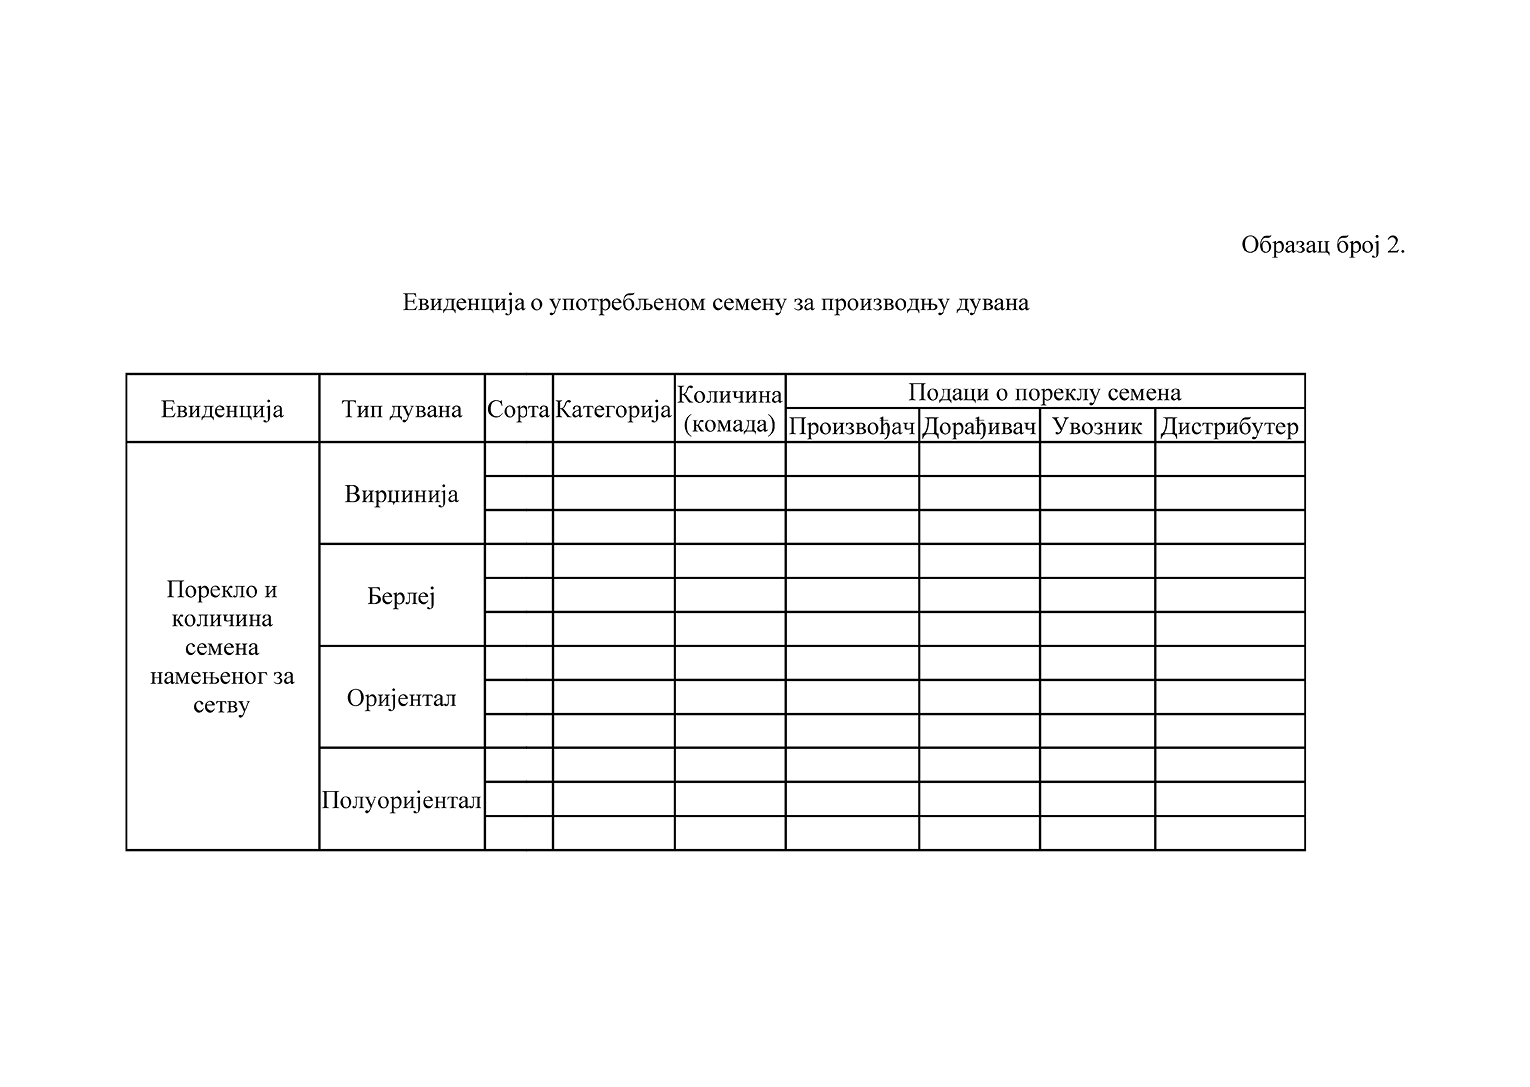 Образац број 2.
Евиденција о употребљеном семену за производњу дувана
Евиденција
Тип дувана
Сорта
Категорија
Количина
(комада)
Подаци о пореклу семена
Произвођач
Дорађивач
Увозник
Дистрибутер
Порекло и
количина
семена
намењеног за
сетву
Вирџинија
Берлеј
Оријентал
Полуоријентал